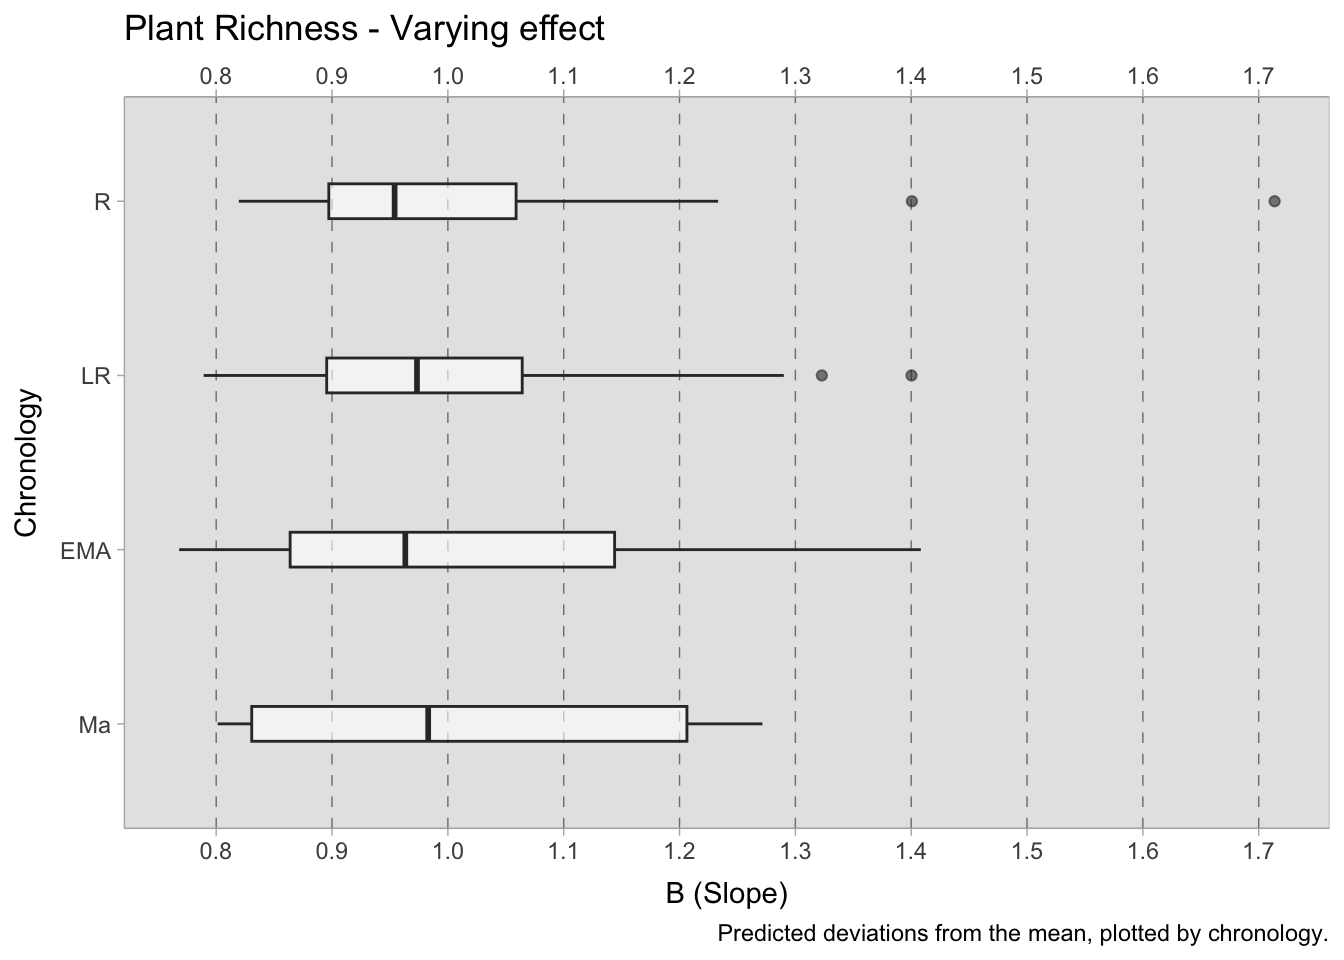 Plant Richness - Varying effect
0.8 0.9 1.0 1.1 1.2 1.3 1.4 1.5 1.6 1.7
R
LR
EMA
Ma
Chronology
0.8 0.9 1.0 1.1 1.2 1.3 1.4 1.5 1.6 1.7
B (Slope)
Predicted deviations from the mean, plotted by chronology.